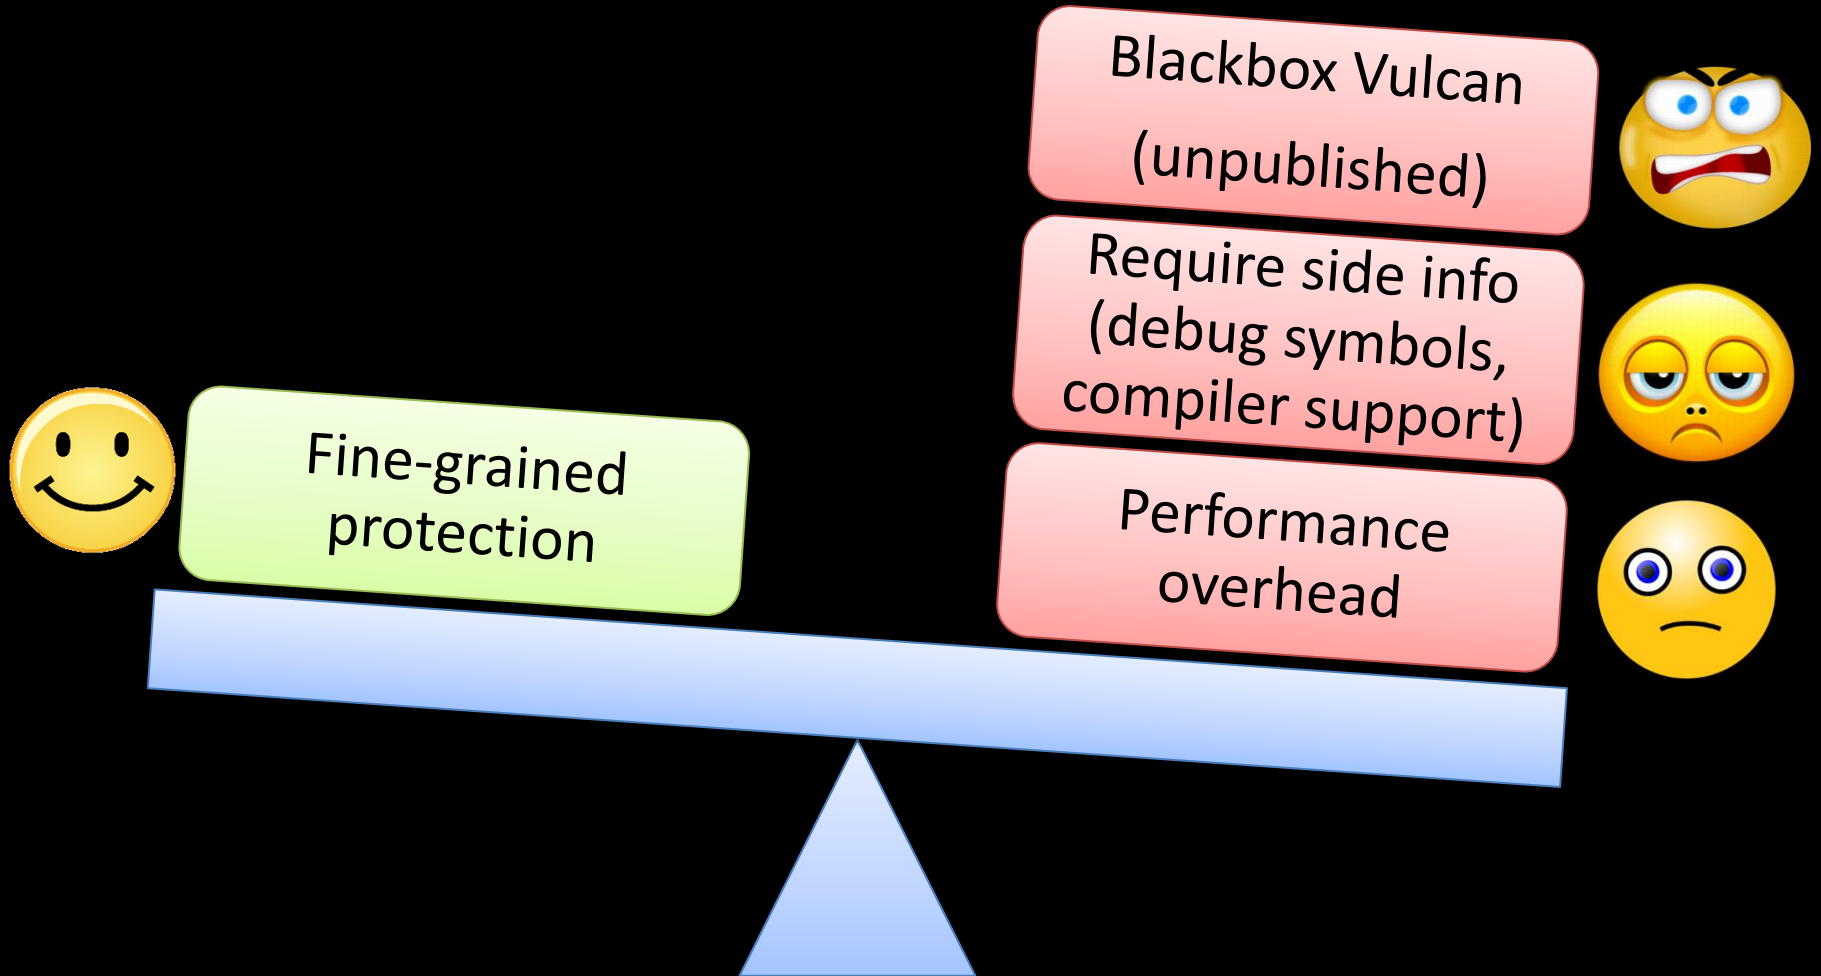 Blackbox Vulcan
(unpublished)
Require side info
(debug symbols,
compiler support)
Fine-grained
protection
Performance
overhead